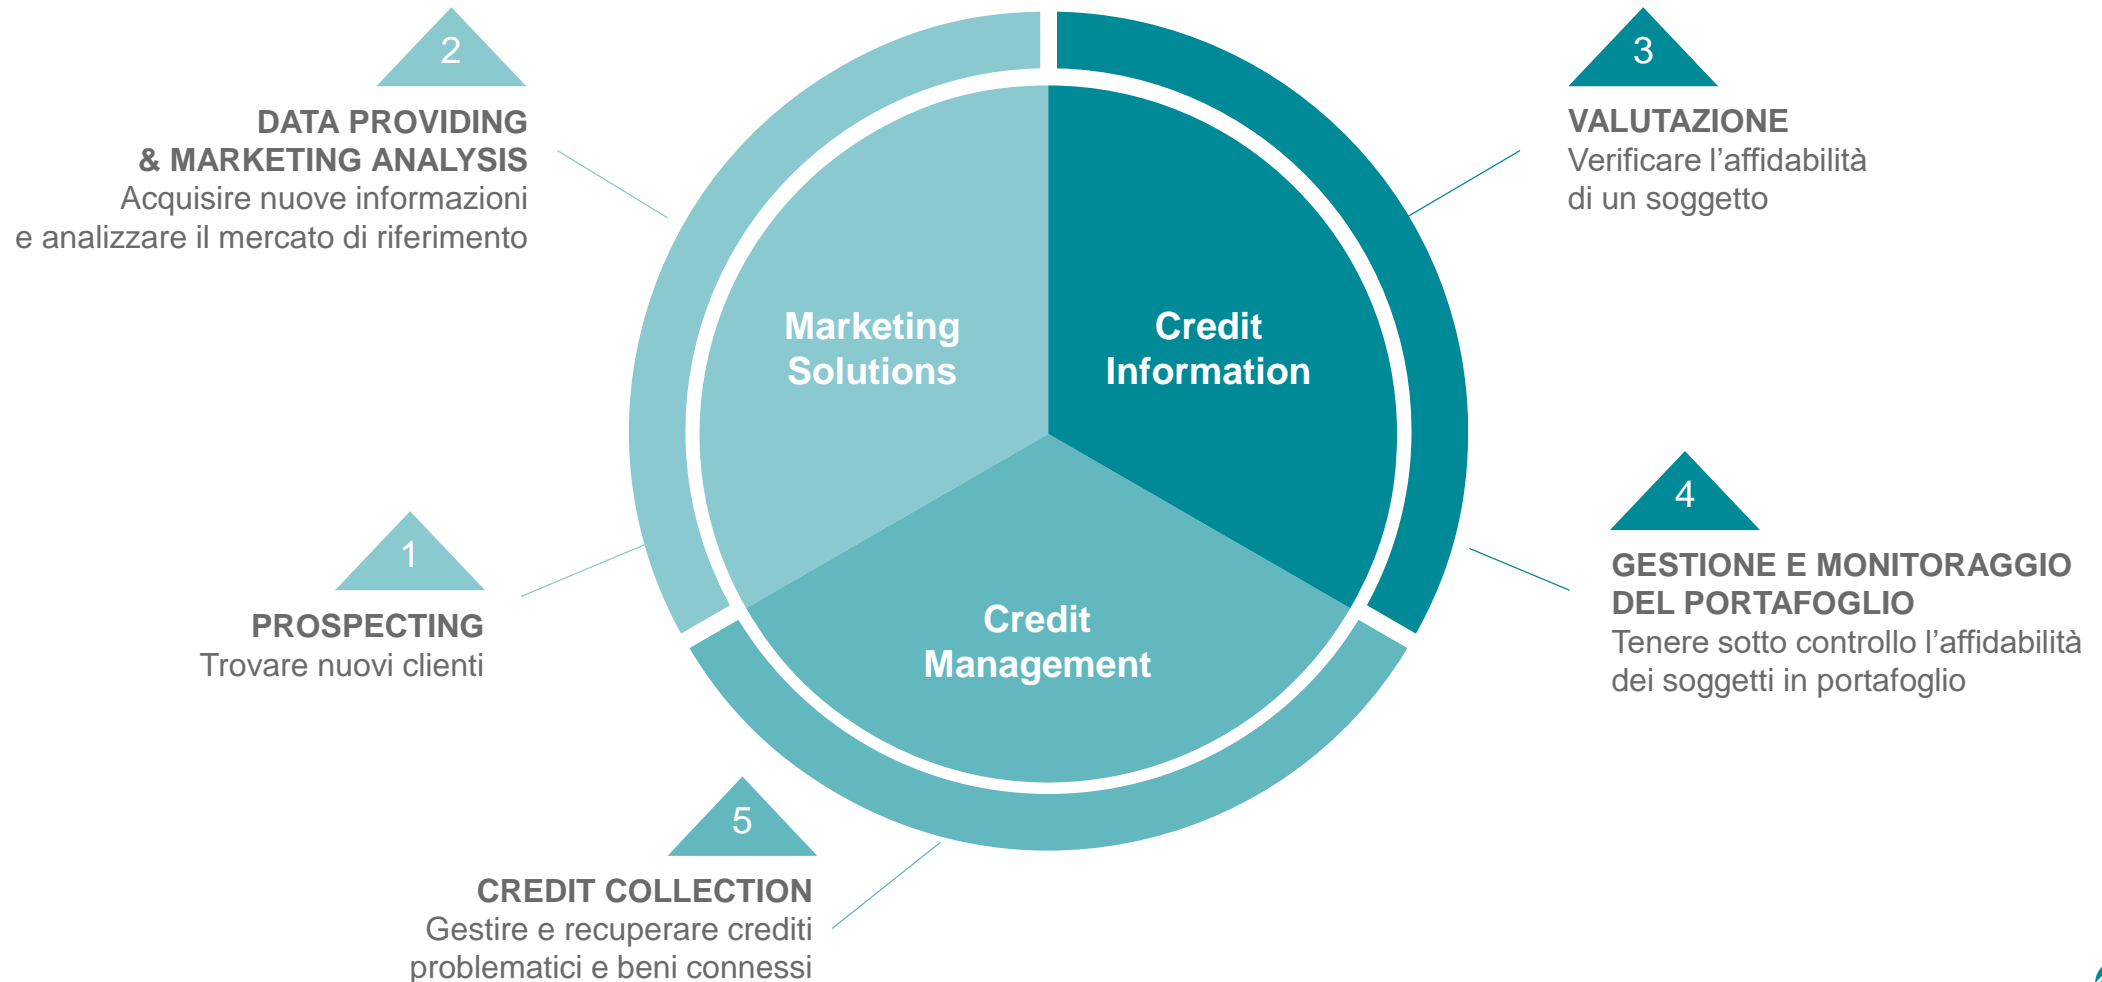 2
DATA PROVIDING
& MARKETING ANALYSIS
Acquisire nuove informazioni
e analizzare il mercato di riferimento
3
VALUTAZIONE
Verificare l’affidabilità
di un soggetto
Marketing
Solutions
Credit
Information
1
PROSPECTING
Trovare nuovi clienti
4
GESTIONE E MONITORAGGIO
DEL PORTAFOGLIO
Tenere sotto controllo l’affidabilità
dei soggetti in portafoglio
Credit
Management
5
CREDIT COLLECTION
Gestire e recuperare crediti
problematici e beni connessi